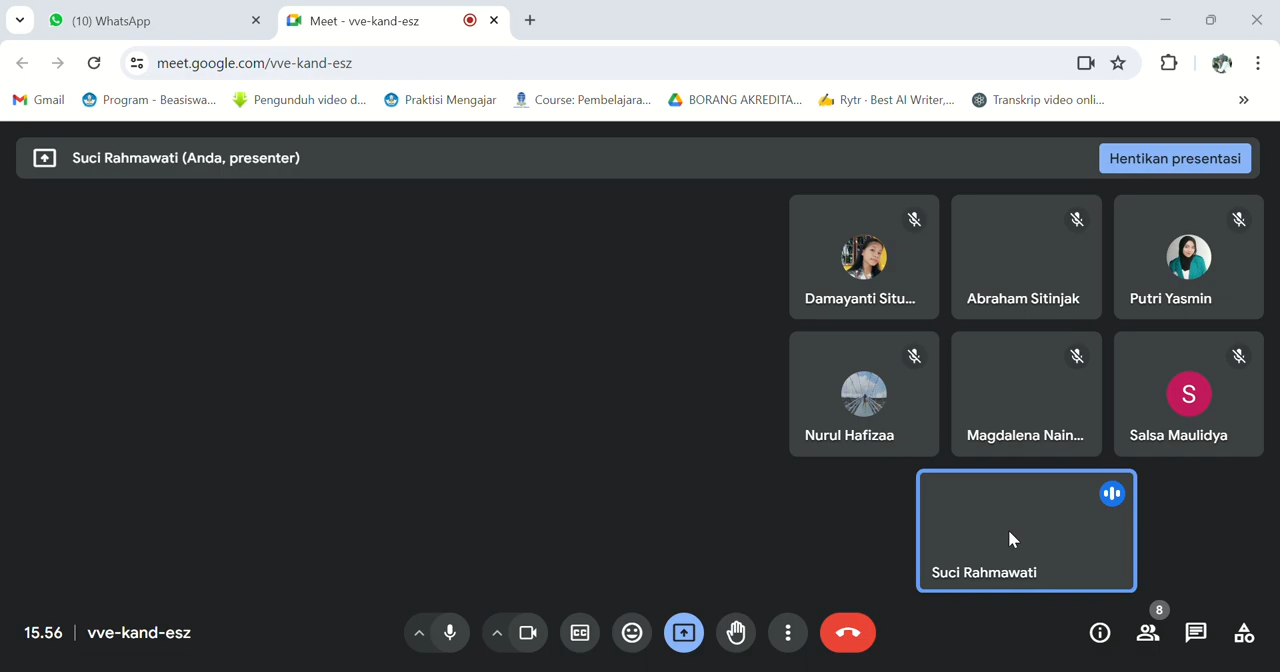 (10) WhatsApp
Meet - vve-kand-esz
meet.google.com/vve-kand-esz
Gmail
Program - Beasiswa...
Pengunduh video d...
Praktisi Mengajar
Course: Pembelajara...
BORANG AKREDITA...
Rytr - Best AI Writer,...
Transkrip video onli...
Suci Rahmawati (Anda, presenter)
Hentikan presentasi
Damayanti Situ...
Abraham Sitinjak
Putri Yasmin
Nurul Hafizaa
Magdalena Nain...
S
Salsa Maulidya
Suci Rahmawati
15.56
vve-kand-esz
CC
8